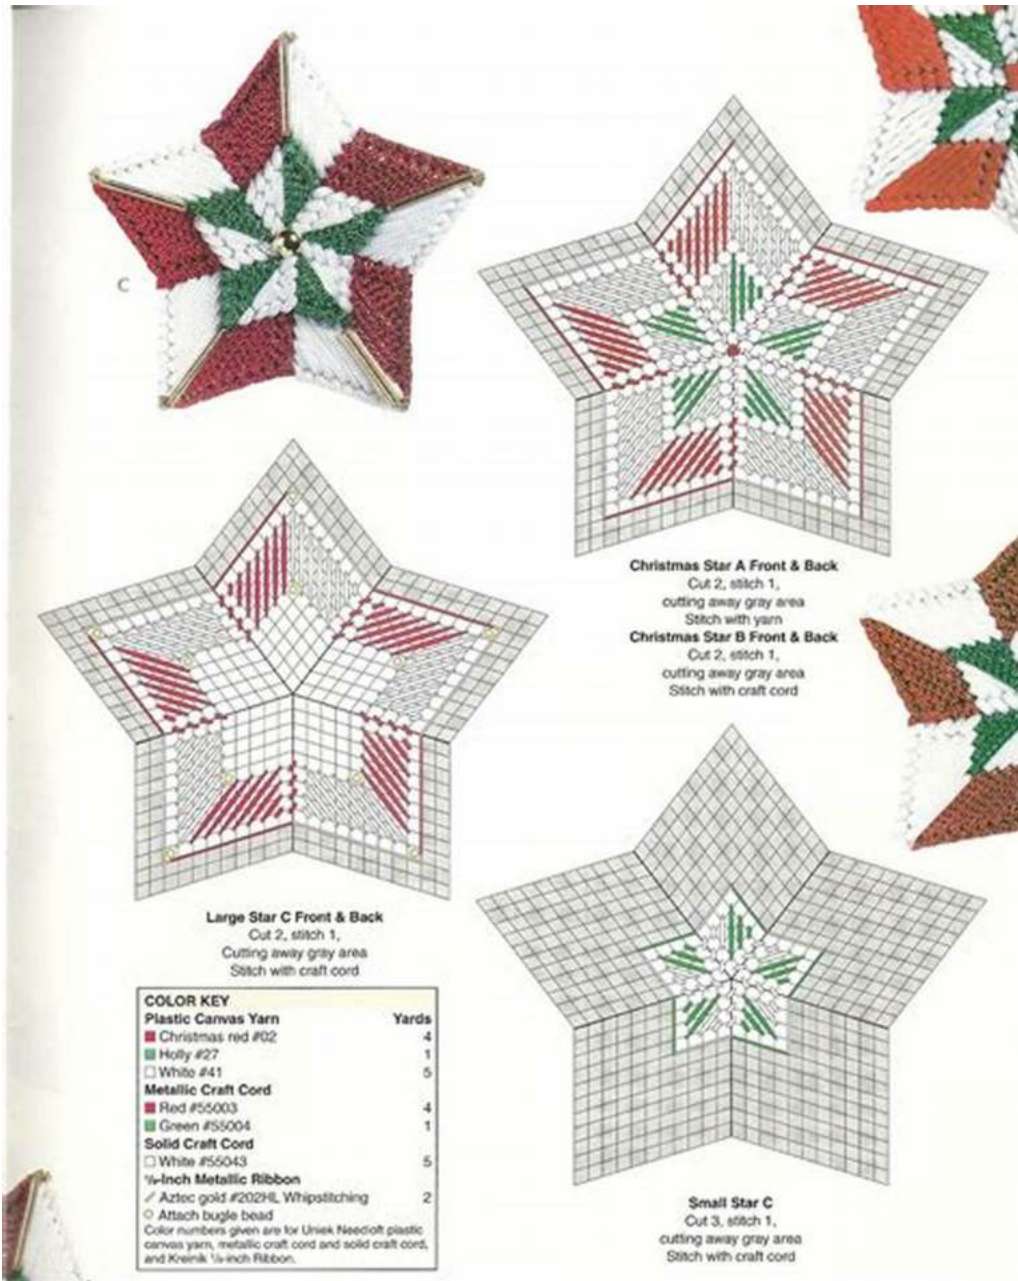 C
Christmas Star A Front & Back
Cut 2, stitch 1,
cutting away gray area
Stitch with yarn
Christmas Star B Front & Back
Cut 2, stitch 1,
cutting away gray area
Stitch with craft cord
Large Star C Front & Back
Cut 2, stitch 1,
Cutting away gray area
Stitch with craft cord
COLOR KEY
Plastic Canvas Yarn Yards
Christmas red #02 4
Holly #27 1
White #41 5
Metallic Craft Cord
Red #55003 4
Green #55004 1
Solid Craft Cord
White #55043 5
⅛-Inch Metallic Ribbon
Aztec gold #202HL Whipstitching 2
Attach bugle bead
Color numbers given are for Uniek Needloft plastic
canvas yarn, metallic craft cord and solid craft cord,
and Kreinik ⅛-inch Ribbon.
Small Star C
Cut 3, stitch 1,
cutting away gray area
Stitch with craft cord